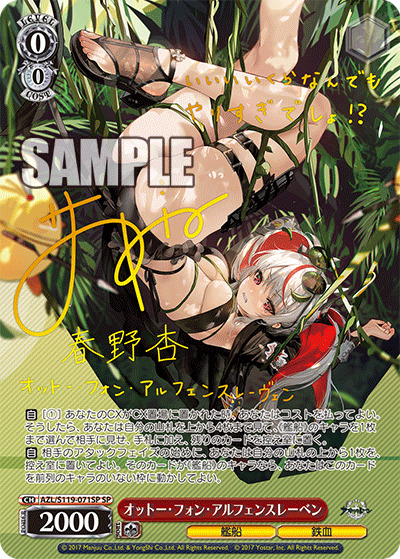 LEVEL
0
0
COST
いいいいくらなんでも
やりすぎでしょ!?
SAMPLE
春野杏
オットー・フォン・アルフェンスレーヴェン
自 [①] あなたのCXがCX置場に置かれた時、あなたはコストを払ってよい。
そうしたら、あなたは自分の山札を上から4枚まで見て、《艦船》のキャラを1枚
まで選んで相手に見せ、手札に加え、残りのカードを控え室に置く。
自 相手のアタックフェイズの始めに、あなたは自分の山札の上から1枚を、
控え室に置いてよい。そのカードが《艦船》のキャラなら、あなたはこのカード
を前列のキャラのいない枠に動かしてよい。
CH AZL/S119-071SP SP
オットー・フォン・アルフェンスレーベン
2000
艦船
鉄血
© 2017 Manjuu Co.,Ltd. & YongShi Co.,Ltd. All Rights Reserved. © 2017 Yostar, Inc. All Rights Reserved.